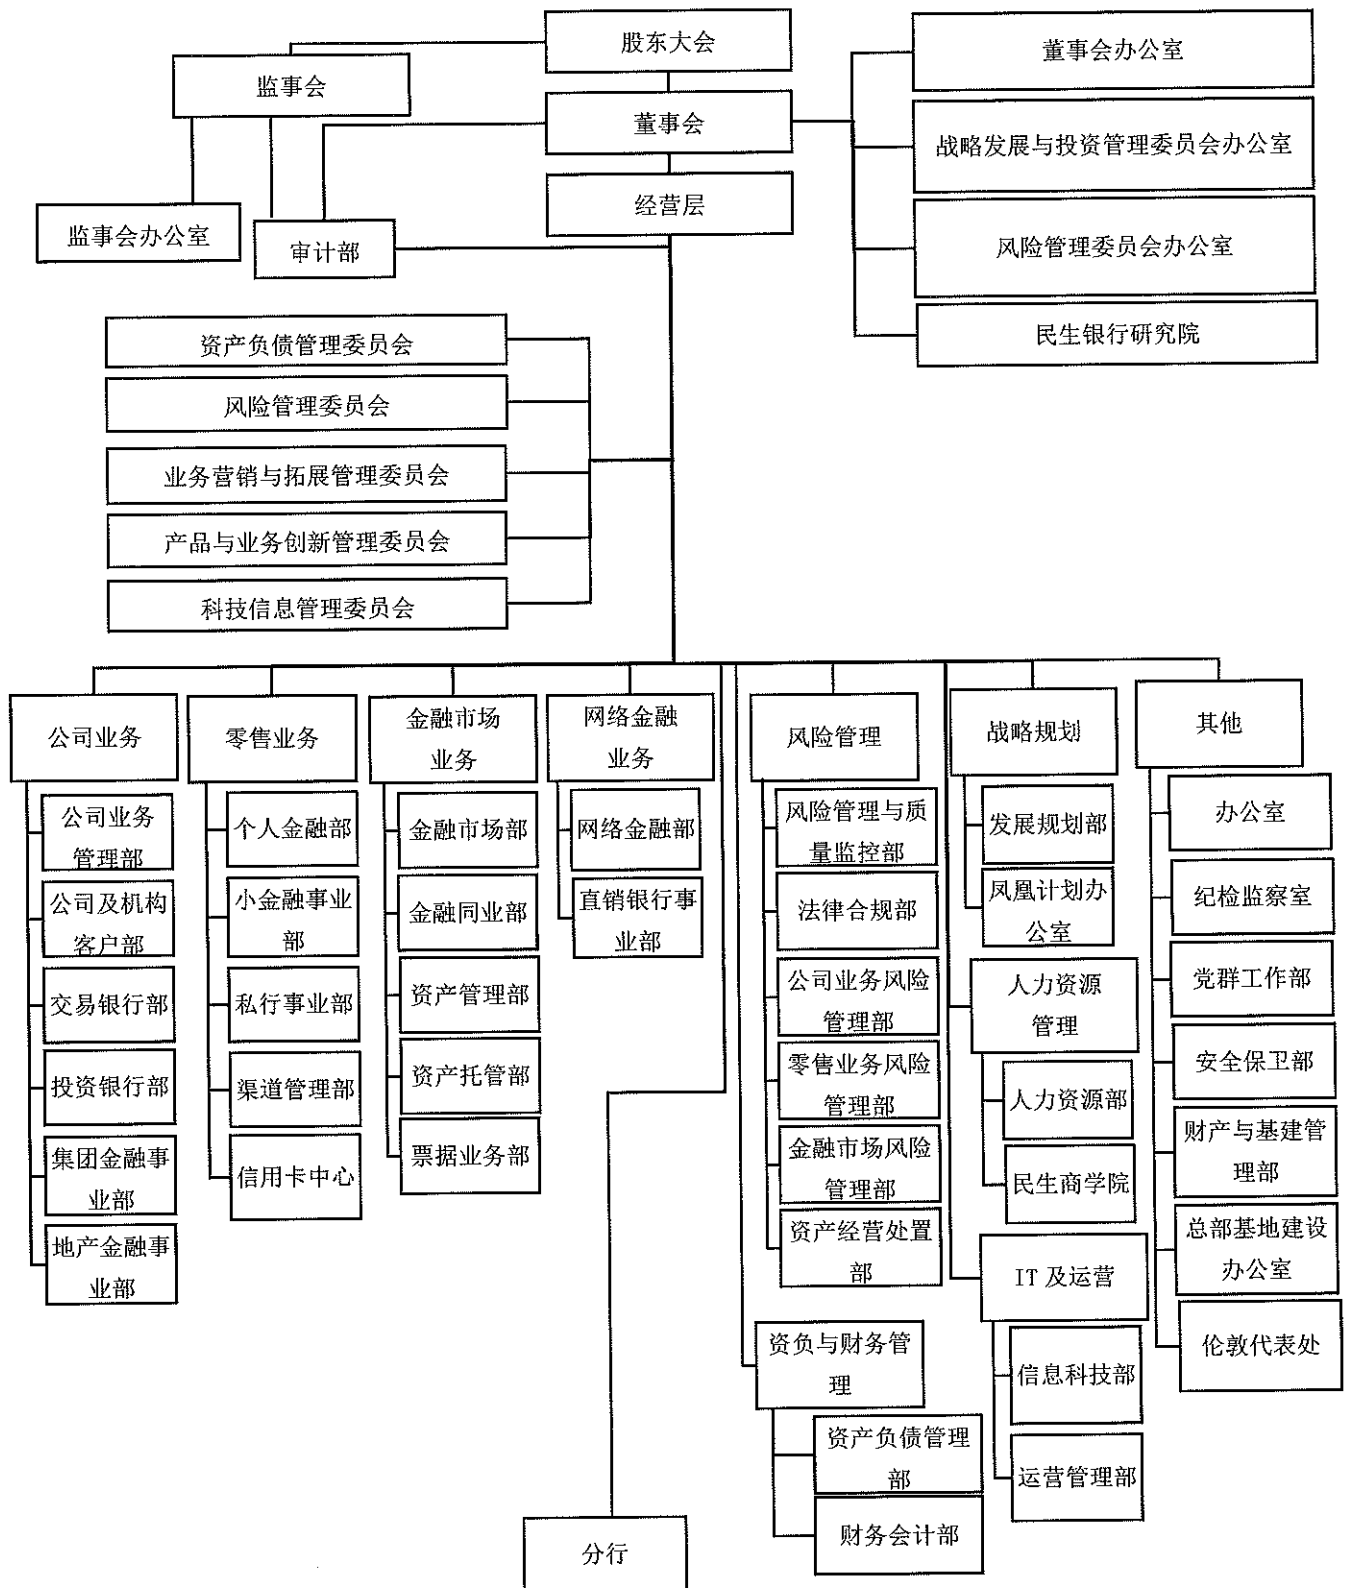 股东大会
监事会
董事会
经营层
监事会办公室
审计部
董事会办公室
战略发展与投资管理委员会办公室
风险管理委员会办公室
民生银行研究院
资产负债管理委员会
风险管理委员会
业务营销与拓展管理委员会
产品与业务创新管理委员会
科技信息管理委员会
公司业务
公司业务
管理部
公司及机构
客户部
交易银行部
投资银行部
集团金融事
业部
地产金融事
业部
零售业务
个人金融部
小金融事业
部
私行事业部
渠道管理部
信用卡中心
金融市场
业务
金融市场部
金融同业部
资产管理部
资产托管部
票据业务部
网络金融
业务
网络金融部
直销银行事
业部
分行
风险管理
风险管理与质
量监控部
法律合规部
公司业务风险
管理部
零售业务风险
管理部
金融市场风险
管理部
资产经营处置
部
资负与财务管
理
资产负债管理
部
财务会计部
战略规划
发展规划部
凤凰计划办
公室
人力资源
管理
人力资源部
民生商学院
IT 及运营
信息科技部
运营管理部
其他
办公室
纪检监察室
党群工作部
安全保卫部
财产与基建管
理部
总部基地建设
办公室
伦敦代表处